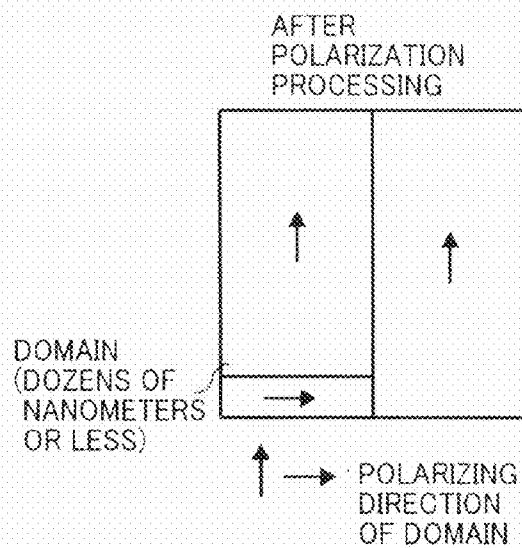 AFTER
POLARIZATION
PROCESSING
DOMAIN
(DOZENS OF
NANOMETERS
OR LESS)
POLARIZING
DIRECTION
OF DOMAIN